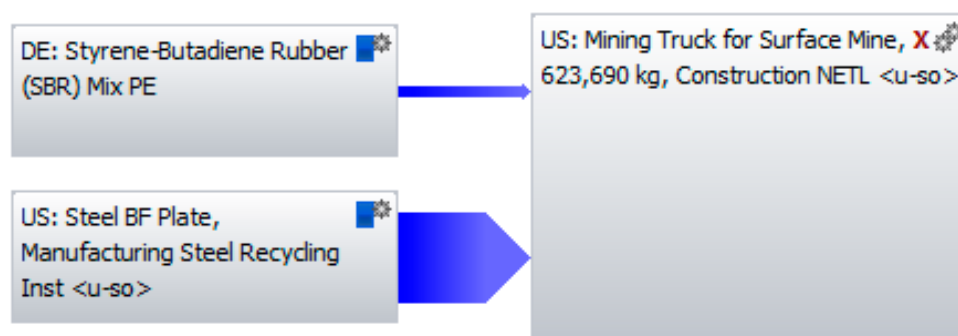 DE: Styrene-Butadiene Rubber
(SBR) Mix PE
US: Steel BF Plate,
Manufacturing Steel Recycling
Inst <u-so>
US: Mining Truck for Surface Mine, X
623,690 kg, Construction NETL <u-so>